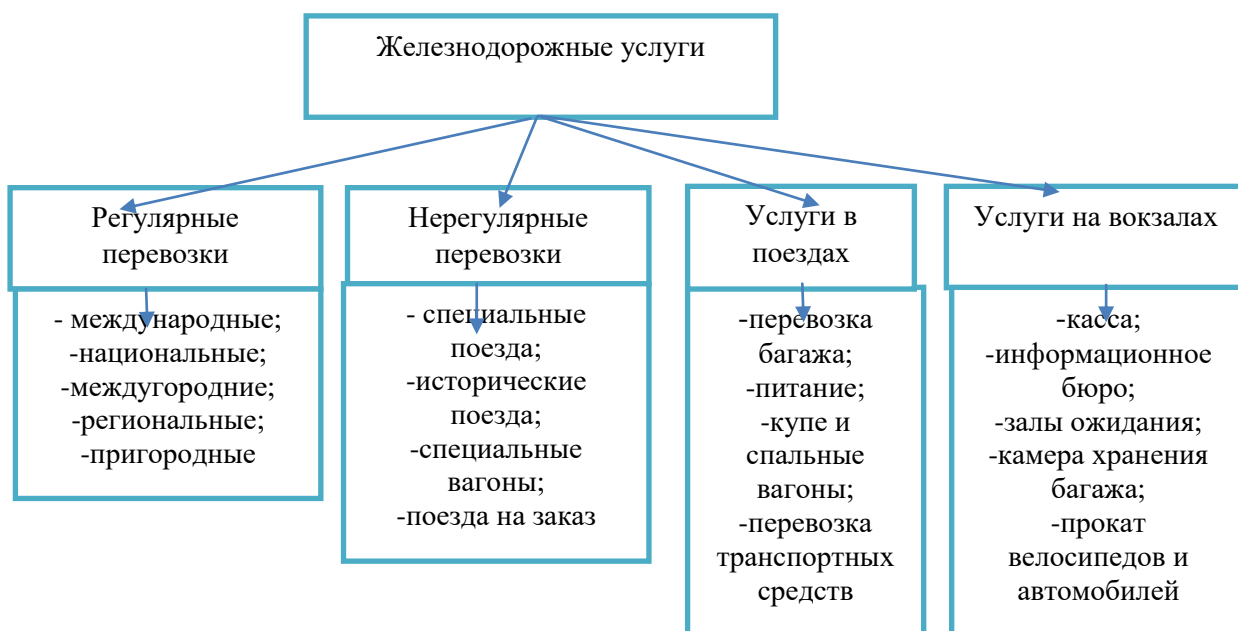 Железнодорожные услуги
Регулярные
перевозки
- международные;
-национальные;
-междугородние;
-региональные;
-пригородные
Нерегулярные
перевозки
- специальные
поезда;
-исторические
поезда;
-специальные
вагоны;
-поезда на заказ
Услуги в
поездах
-перевозка
багажа;
-питание;
-купе и
спальные
вагоны;
-перевозка
транспортных
средств
Услуги на вокзалах
-касса;
-информационное
бюро;
-залы ожидания;
-камера хранения
багажа;
-прокат
велосипедов и
автомобилей